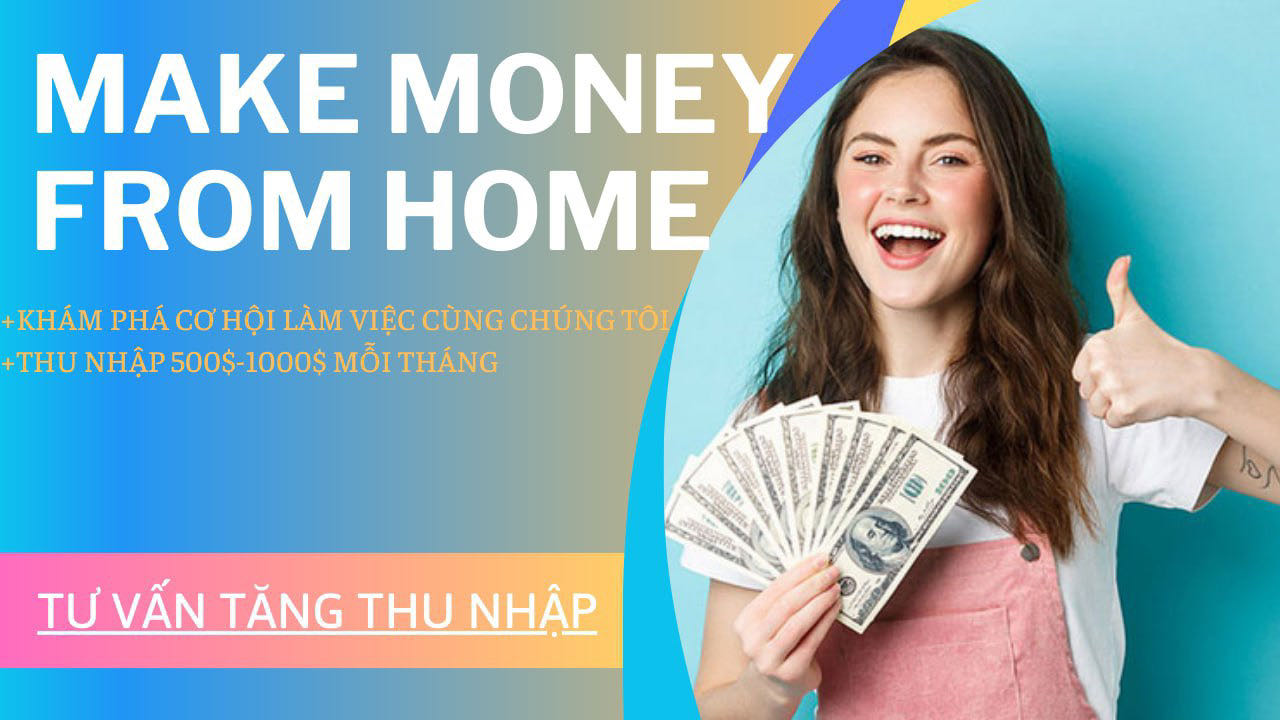 MAKE MONEY
FROM HOME
+KHÁM PHÁ CƠ HỘI LÀM VIỆC CÙNG CHÚNG TÔI
+THU NHẬP 500$-1000$ MỖI THÁNG
TƯ VẤN TĂNG THU NHẬP